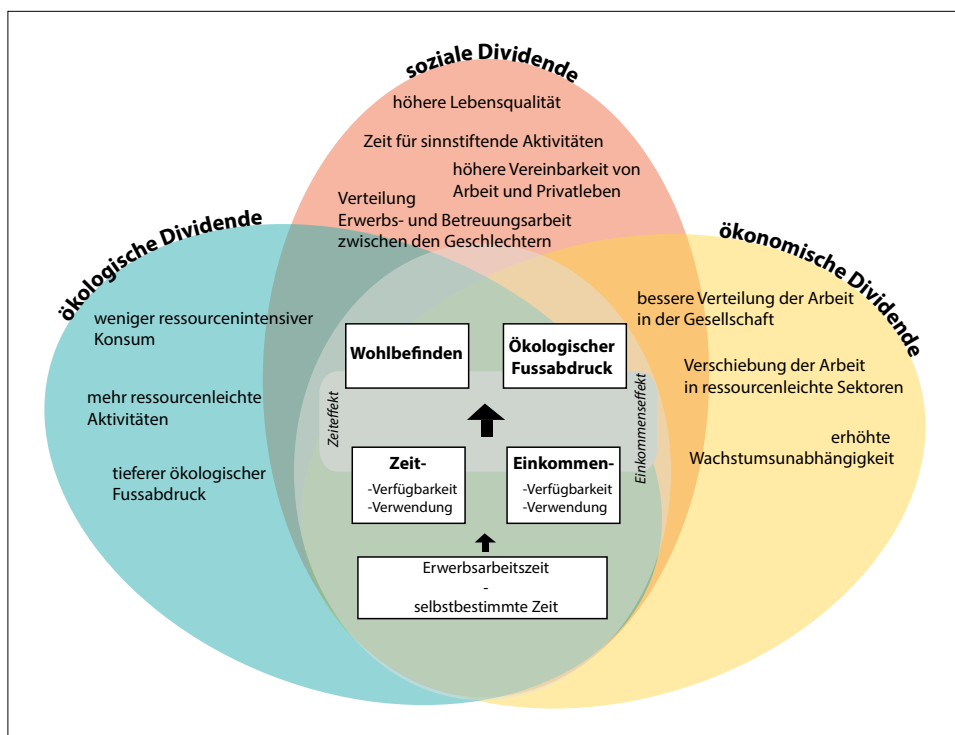 soziale Dividende
höhere Lebensqualität
Zeit für sinnstiftende Aktivitäten
höhere Vereinbarkeit von
Arbeit und Privatleben
Verteilung
Erwerbs- und Betreuungsarbeit
zwischen den Geschlechtern
ökologische Dividende
weniger ressourcenintensiver
Konsum
mehr ressourcenleichte
Aktivitäten
tieferer ökologischer
Fussabdruck
ökonomische Dividende
bessere Verteilung der Arbeit
in der Gesellschaft
Verschiebung der Arbeit
in ressourcenleichte Sektoren
erhöhte
Wachstumsunabhängigkeit
Wohlbefinden
Ökologischer
Fussabdruck
Zeiteffekt
Einkommenseffekt
Zeit-
-Verfügbarkeit
-Verwendung
Einkommen-
-Verfügbarkeit
-Verwendung
Erwerbsarbeitszeit
-
selbstbestimmte Zeit